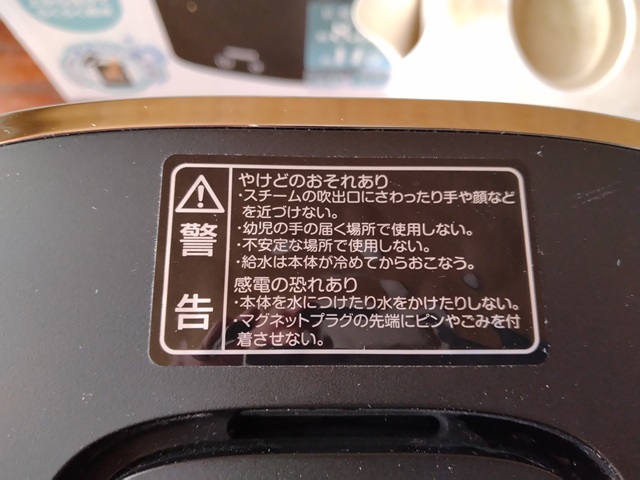 警告
やけどのおそれあり
・スチームの吹出口にさわったり手や顔など
を近づけない。
・幼児の手の届く場所で使用しない。
・不安定な場所で使用しない。
・給水は本体が冷めてからおこなう。
感電の恐れあり
・本体を水につけたり水をかけたりしない。
・マグネットプラグの先端にピンやごみを付
着させない。